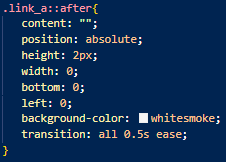 .link_a::after{
content: "";
position: absolute;
height: 2px;
width: 0;
bottom: 0;
left: 0;
background-color: whitesmoke;
transition: all 0.5s ease;
}